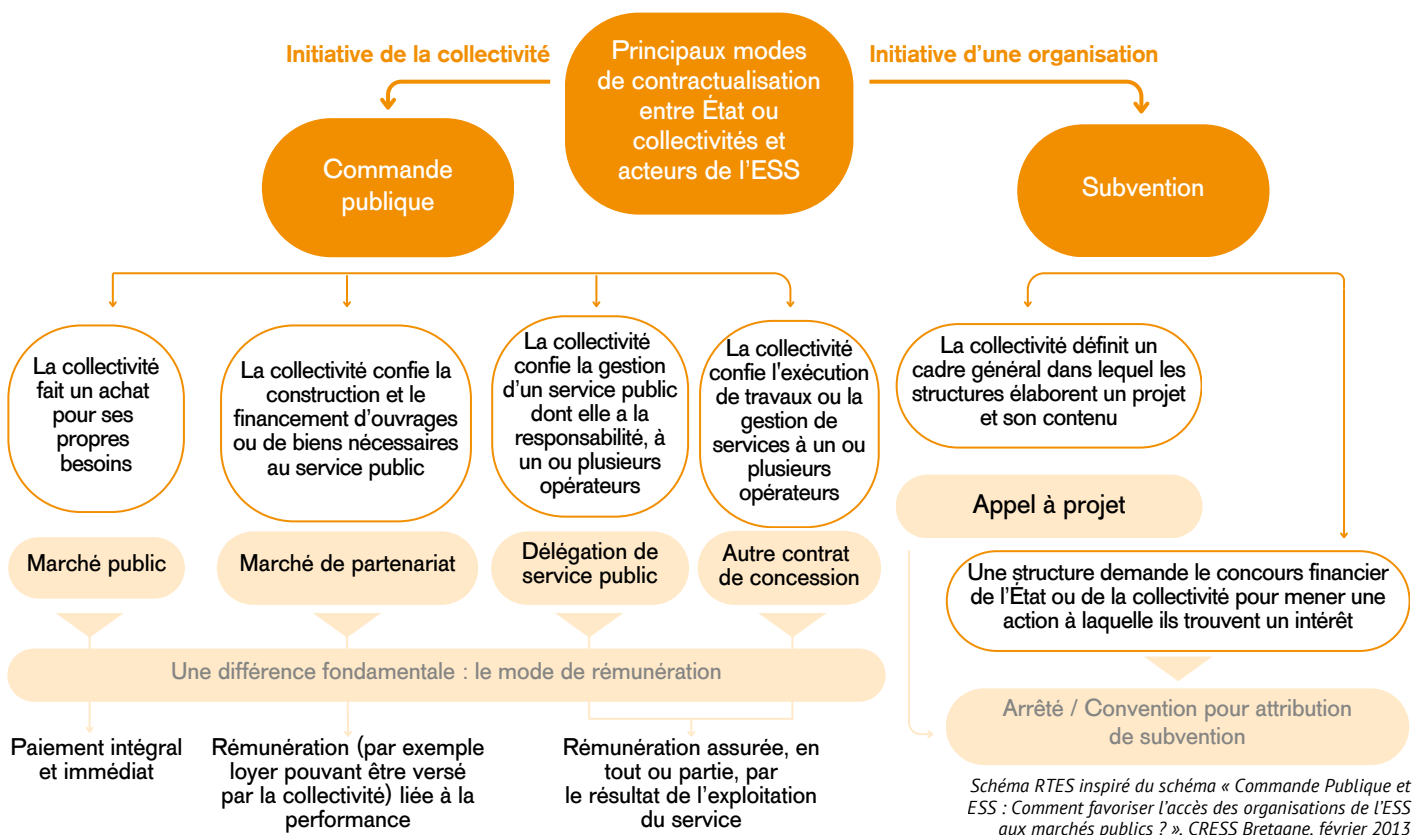 Initiative de la collectivité
Principaux modes
de contractualisation
entre État ou
collectivités et
acteurs de l'ESS
Initiative d'une organisation
Commande
publique
Subvention
La collectivité
fait un achat
pour ses
propres
besoins
La collectivité confie la
construction et le
financement d'ouvrages
ou de biens nécessaires
au service public
La collectivité
confie la gestion
d'un service public
dont elle a la
responsabilité, à
un ou plusieurs
opérateurs
La collectivité
confie l'exécution
de travaux ou la
gestion de
services à un ou
plusieurs
opérateurs
La collectivité définit un
cadre général dans lequel les
structures élaborent un projet
et son contenu
Appel à projet
Marché public
Marché de partenariat
Délégation de
service public
Autre contrat
de concession
Une structure demande le concours financier
de l'État ou de la collectivité pour mener une
action à laquelle ils trouvent un intérêt
Une différence fondamentale : le mode de rémunération
Arrêté / Convention pour attribution
de subvention
Paiement intégral
et immédiat
Rémunération (par exemple
loyer pouvant être versé
par la collectivité) liée à la
performance
Rémunération assurée, en
tout ou partie, par
le résultat de l'exploitation
du service
Schéma RTES inspiré du schéma « Commande Publique et
ESS : Comment favoriser l'accès des organisations de l'ESS
aux marchés publics ? », CRESS Bretagne, février 2013